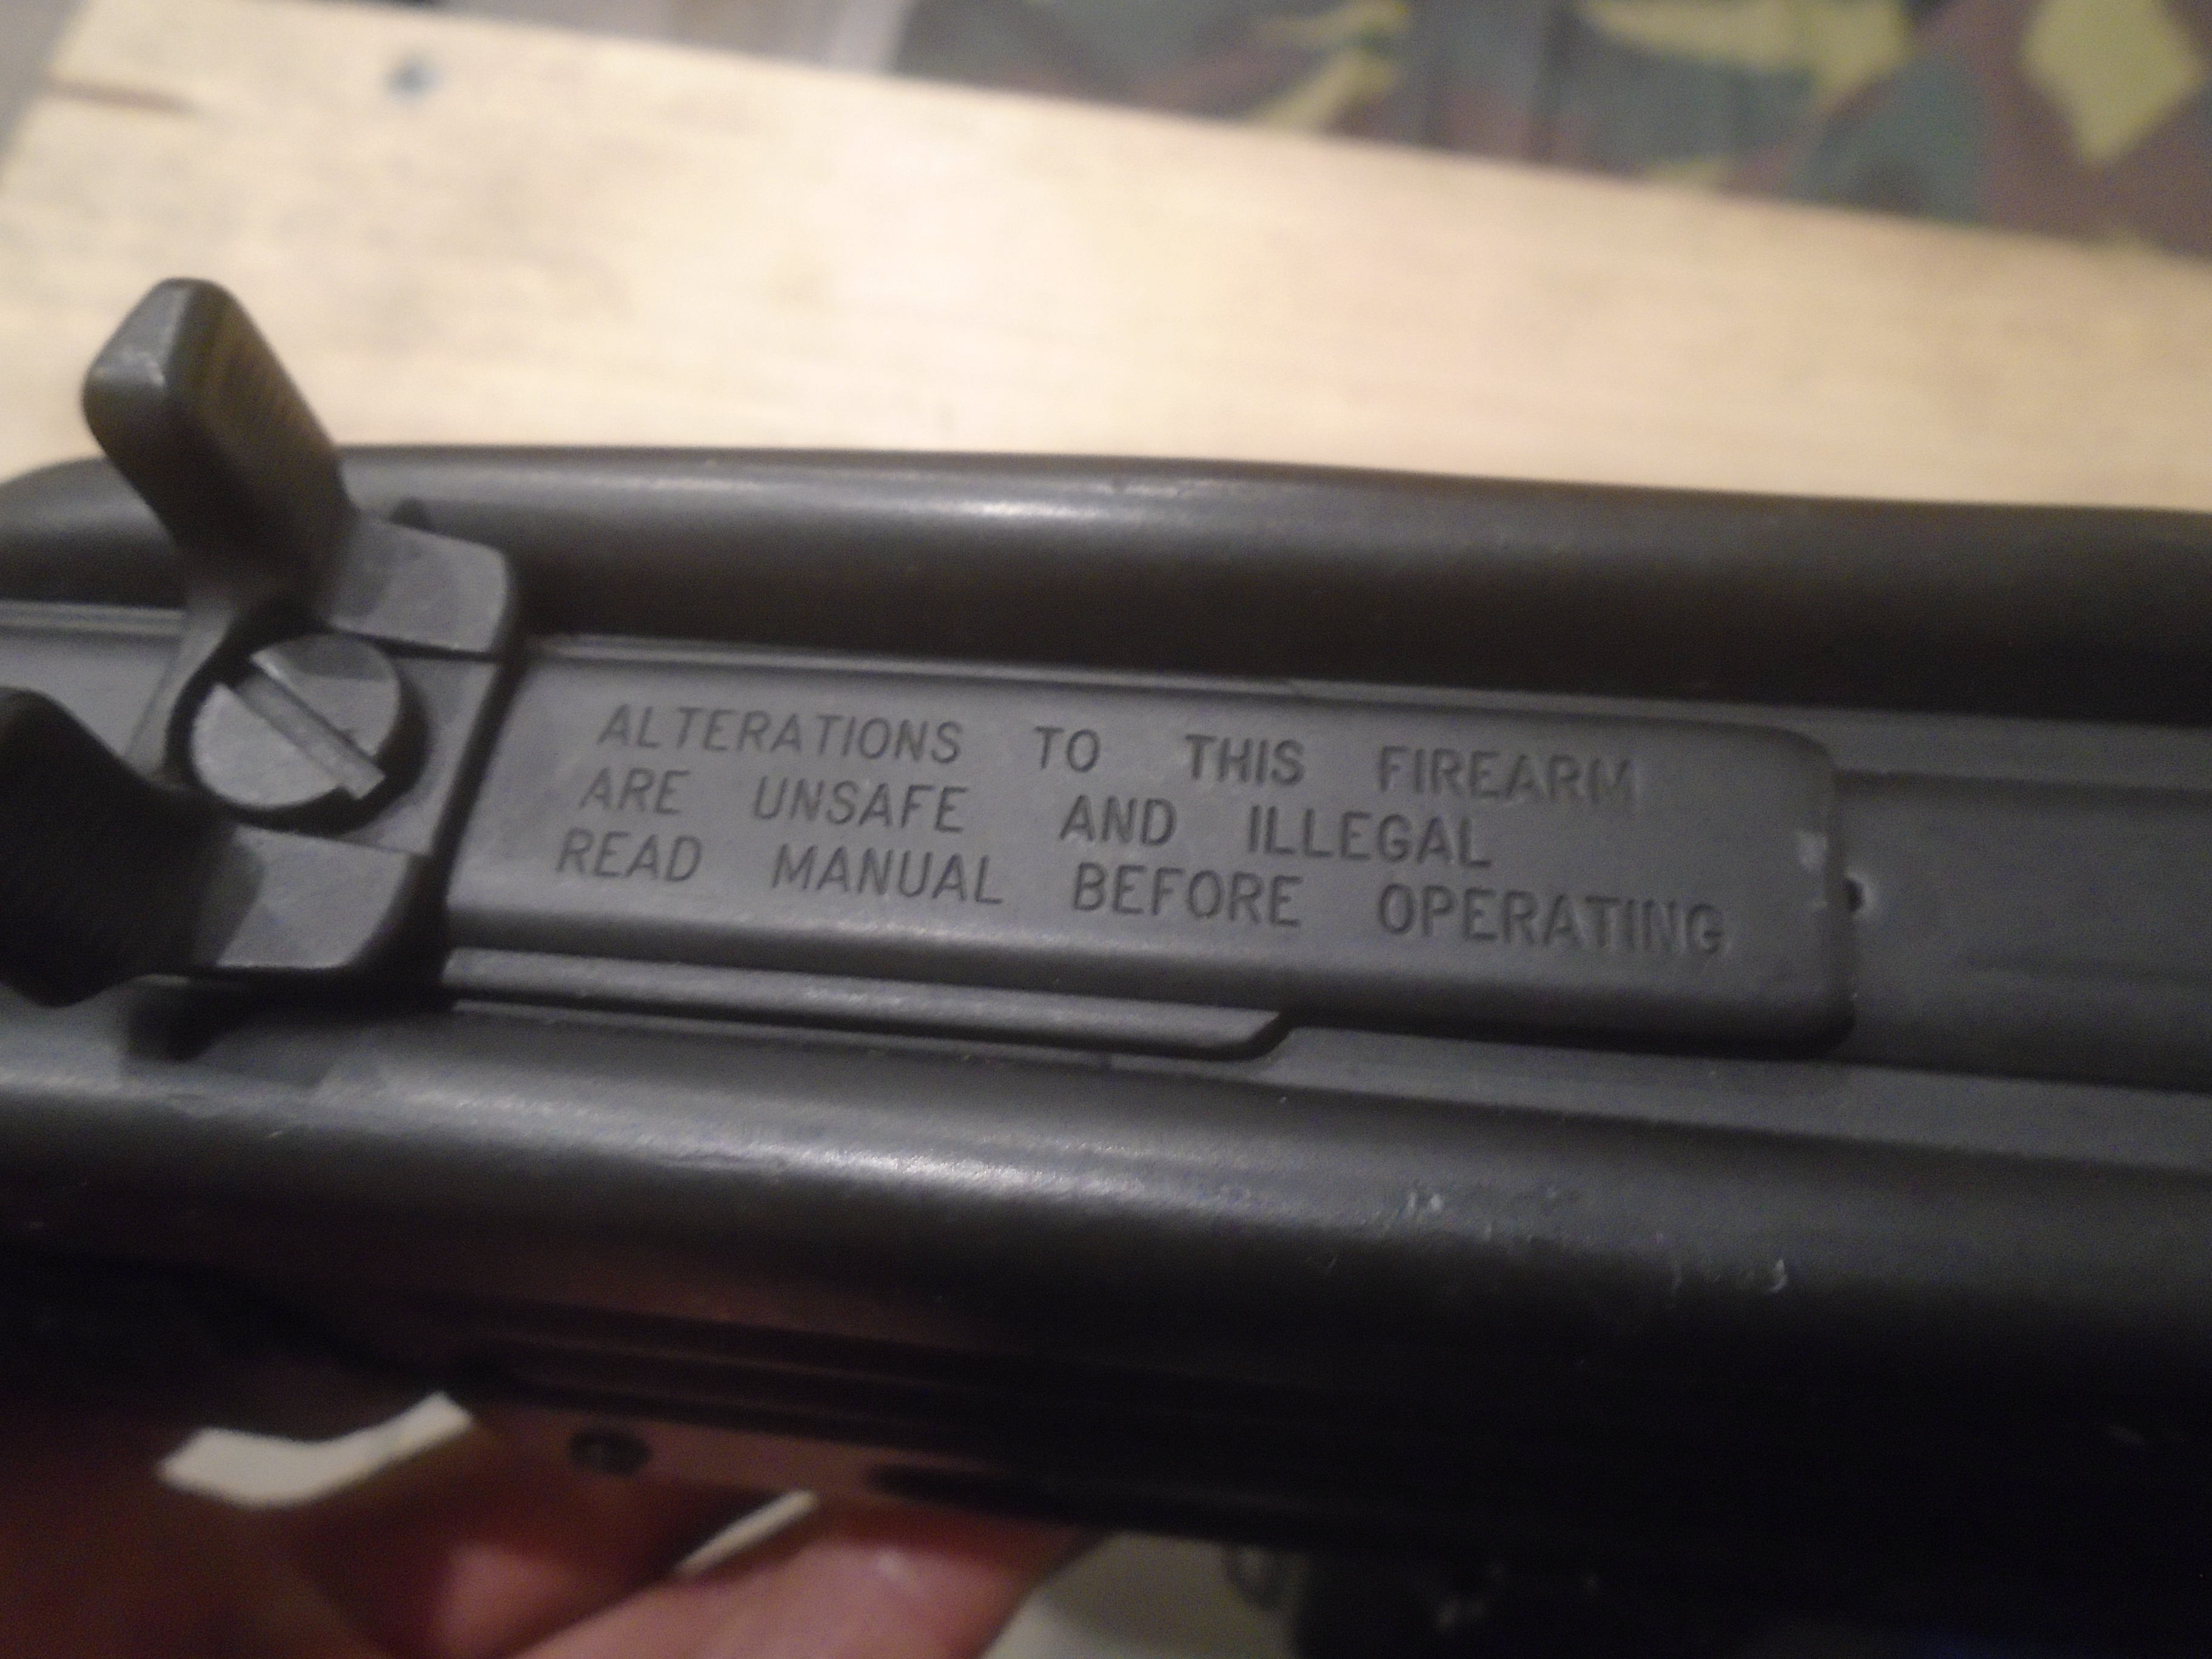 ALTERATIONS TO THIS FIREARM
ARE UNSAFE AND ILLEGAL
READ MANUAL BEFORE OPERATING